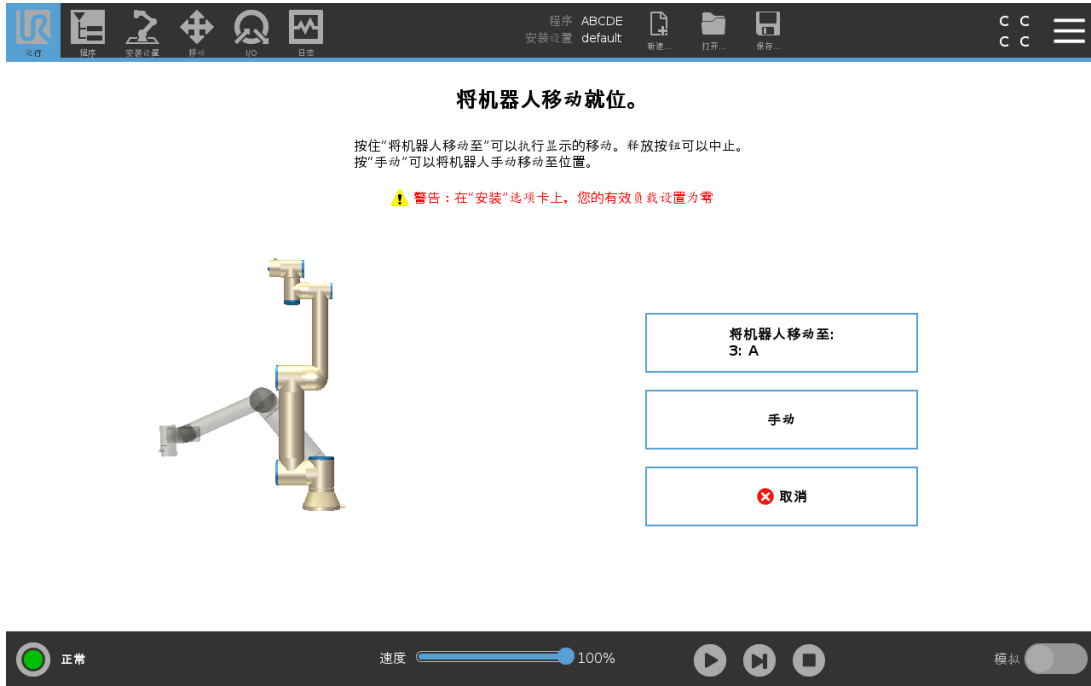 UR
运行
程序
安装设置
移动
I/O
日志
程序 ABCDE
安装设置 default
新建...
打开...
保存...
C C
C C
将机器人移动就位。
按住“将机器人移动至”可以执行显示的移动。释放按钮可以中止。
按“手动”可以将机器人手动移动至位置。
警告：在“安装”选项卡上，您的有效负载设置为零
将机器人移动至:
3: A
手动
取消
正常
速度 100%
模拟